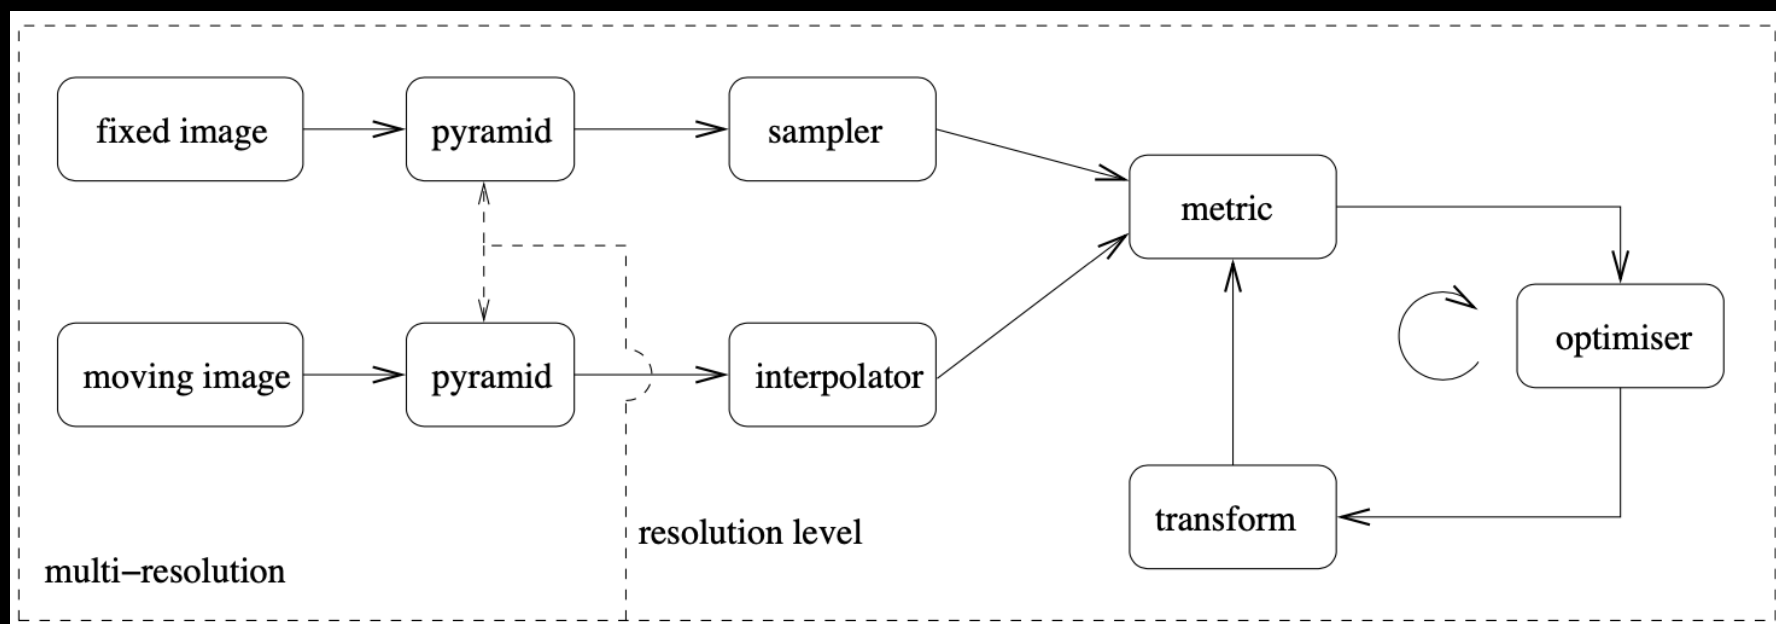 fixed image
pyramid
sampler
metric
moving image
pyramid
interpolator
optimiser
transform
resolution level
multi–resolution